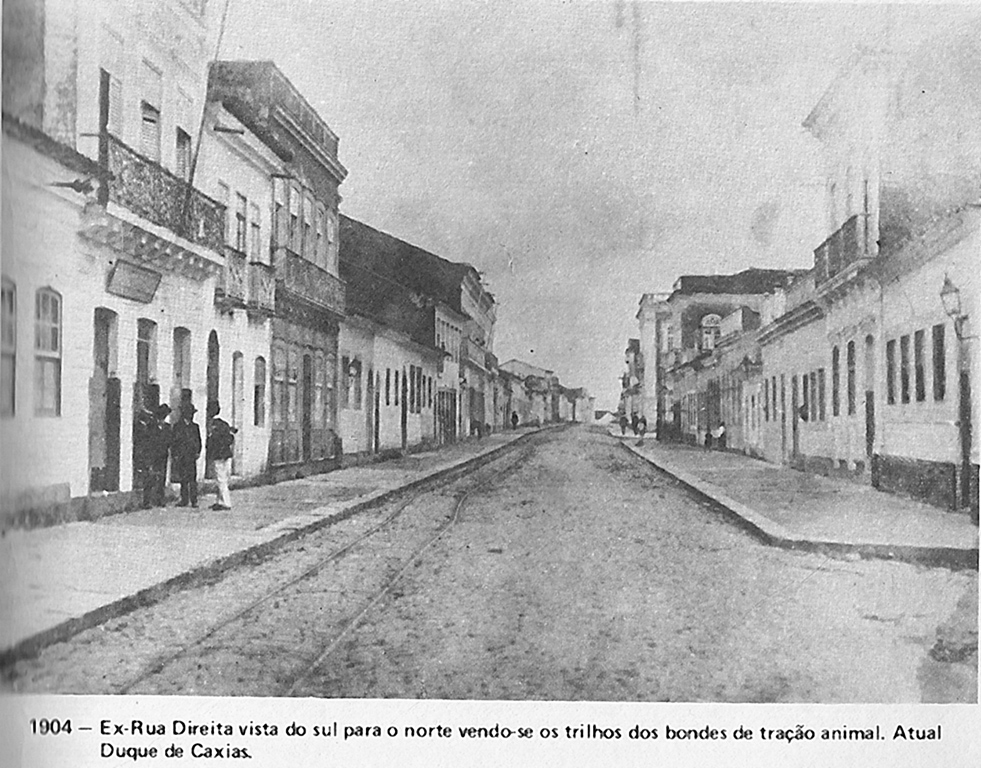 1904 — Ex-Rua Direita vista do sul para o norte vendo-se os trilhos dos bondes de tração animal. Atual
Duque de Caxias.